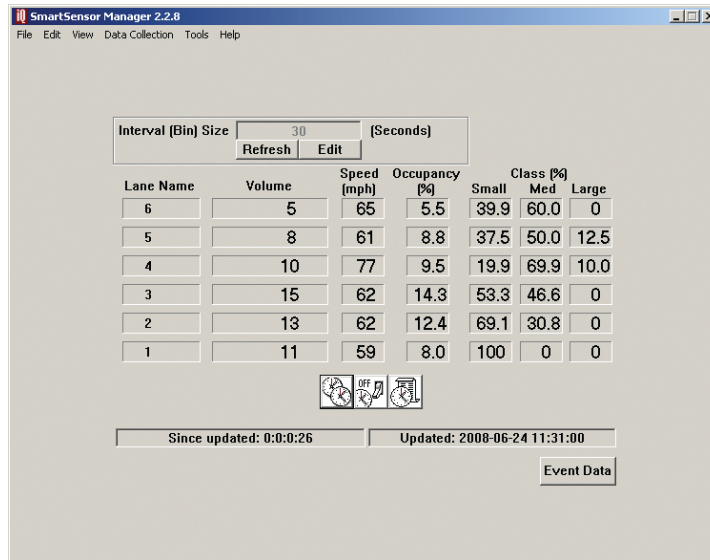 iQ SmartSensor Manager 2.2.8
File Edit View Data Collection Tools Help
Interval (Bin) Size 30 (Seconds)
Refresh Edit
Speed Occupancy Class (%)
Lane Name Volume (mph) (%) Small Med Large
6 5 65 5.5 39.9 60.0 0
5 8 61 8.8 37.5 50.0 12.5
4 10 77 9.5 19.9 69.9 10.0
3 15 62 14.3 53.3 46.6 0
2 13 62 12.4 69.1 30.8 0
1 11 59 8.0 100 0 0
OFF
Since updated: 0:0:0:26 Updated: 2008-06-24 11:31:00
Event Data